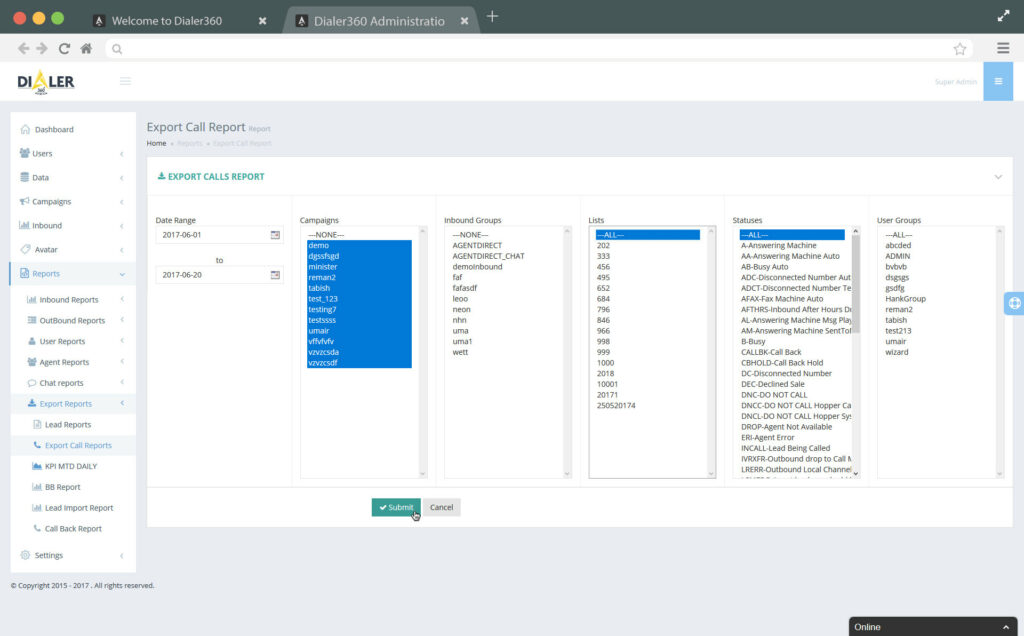 Welcome to Dialer360
Dialer360 Administratio
DIALER
360
Super Admin
Dashboard
Users
Data
Campaigns
Inbound
Avatar
Reports
Inbound Reports
OutBound Reports
User Reports
Agent Reports
Chat reports
Export Reports
Lead Reports
Export Call Reports
KPI MTD DAILY
BB Report
Lead Import Report
Call Back Report
Settings
© Copyright 2015 - 2017 . All rights reserved.
Export Call Report Report
Home • Reports • Export Call Report
EXPORT CALLS REPORT
Date Range
2017-06-01
to
2017-06-20
Campaigns
---NONE---
demo
dgssfsgd
minister
reman2
tabish
test_123
testing7
testssss
umair
vffvfvfv
vzvzcsda
vzvzcsdf
Inbound Groups
---NONE---
AGENTDIRECT
AGENTDIRECT_CHAT
demoInbound
faf
fafasdf
leoo
neon
nhn
uma
uma1
wett
Lists
---ALL---
202
333
456
495
652
684
796
846
966
998
999
1000
2018
10001
20171
250520174
Statuses
---ALL---
A-Answering Machine
AA-Answering Machine Auto
AB-Busy Auto
ADC-Disconnected Number Aut
ADCT-Disconnected Number Te
AFAX-Fax Machine Auto
AFTHRS-Inbound After Hours Dr
AL-Answering Machine Msg Play
AM-Answering Machine SentTol
B-Busy
CALLBK-Call Back
CBHOLD-Call Back Hold
DC-Disconnected Number
DEC-Declined Sale
DNC-DO NOT CALL
DNCC-DO NOT CALL Hopper Ca
DNCL-DO NOT CALL Hopper Sys
DROP-Agent Not Available
ERI-Agent Error
INCALL-Lead Being Called
IVRXFR-Outbound drop to Call M
LRERR-Outbound Local Channel
User Groups
---ALL---
abcded
ADMIN
bvbvb
dsgsgs
gsdfg
HankGroup
reman2
tabish
test213
umair
wizard
Submit
Cancel
Online